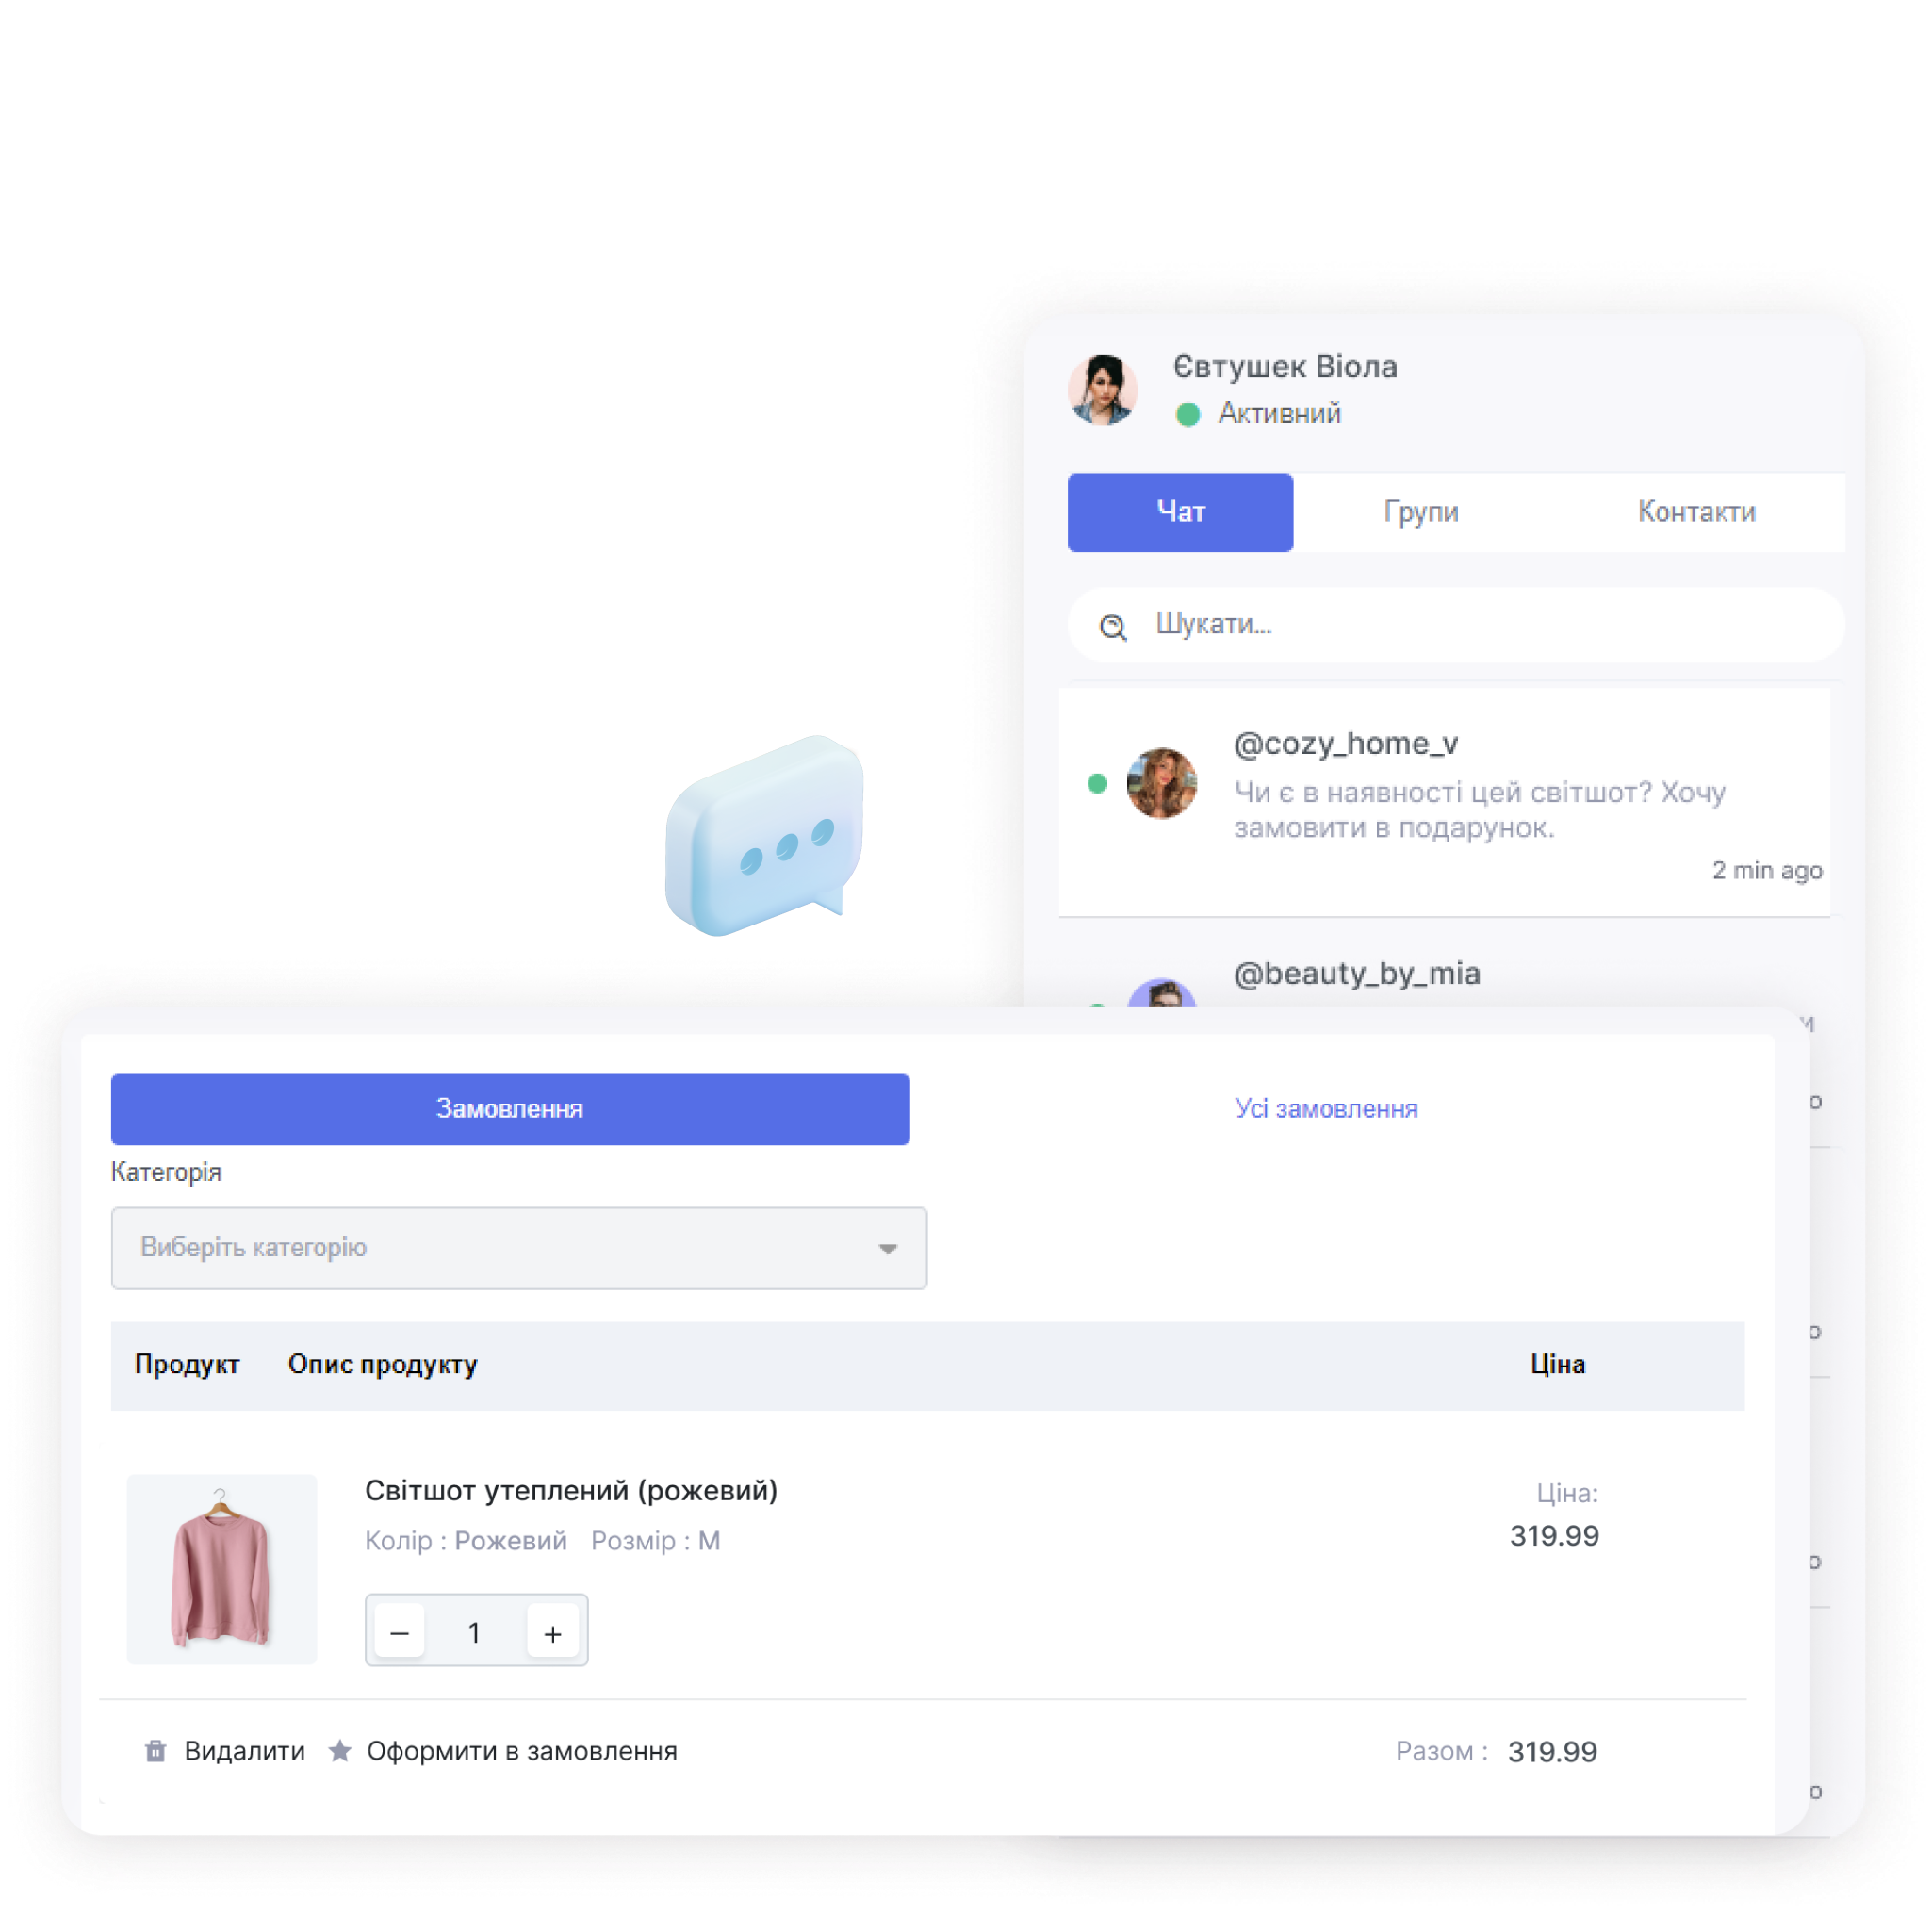 Євтушек Віола
Активний
Чат Групи Контакти
Шукати...
@cozy_home_v
Чи є в наявності цей світшот? Хочу
замовити в подарунок.
2 min ago
@beauty_by_mia
Замовлення Усі замовлення
Категорія
Виберіть категорію
Продукт Опис продукту Ціна
Світшот утеплений (рожевий)
Колір : Рожевий Розмір : M
Ціна:
319.99
1
Видалити Оформити в замовлення Разом : 319.99